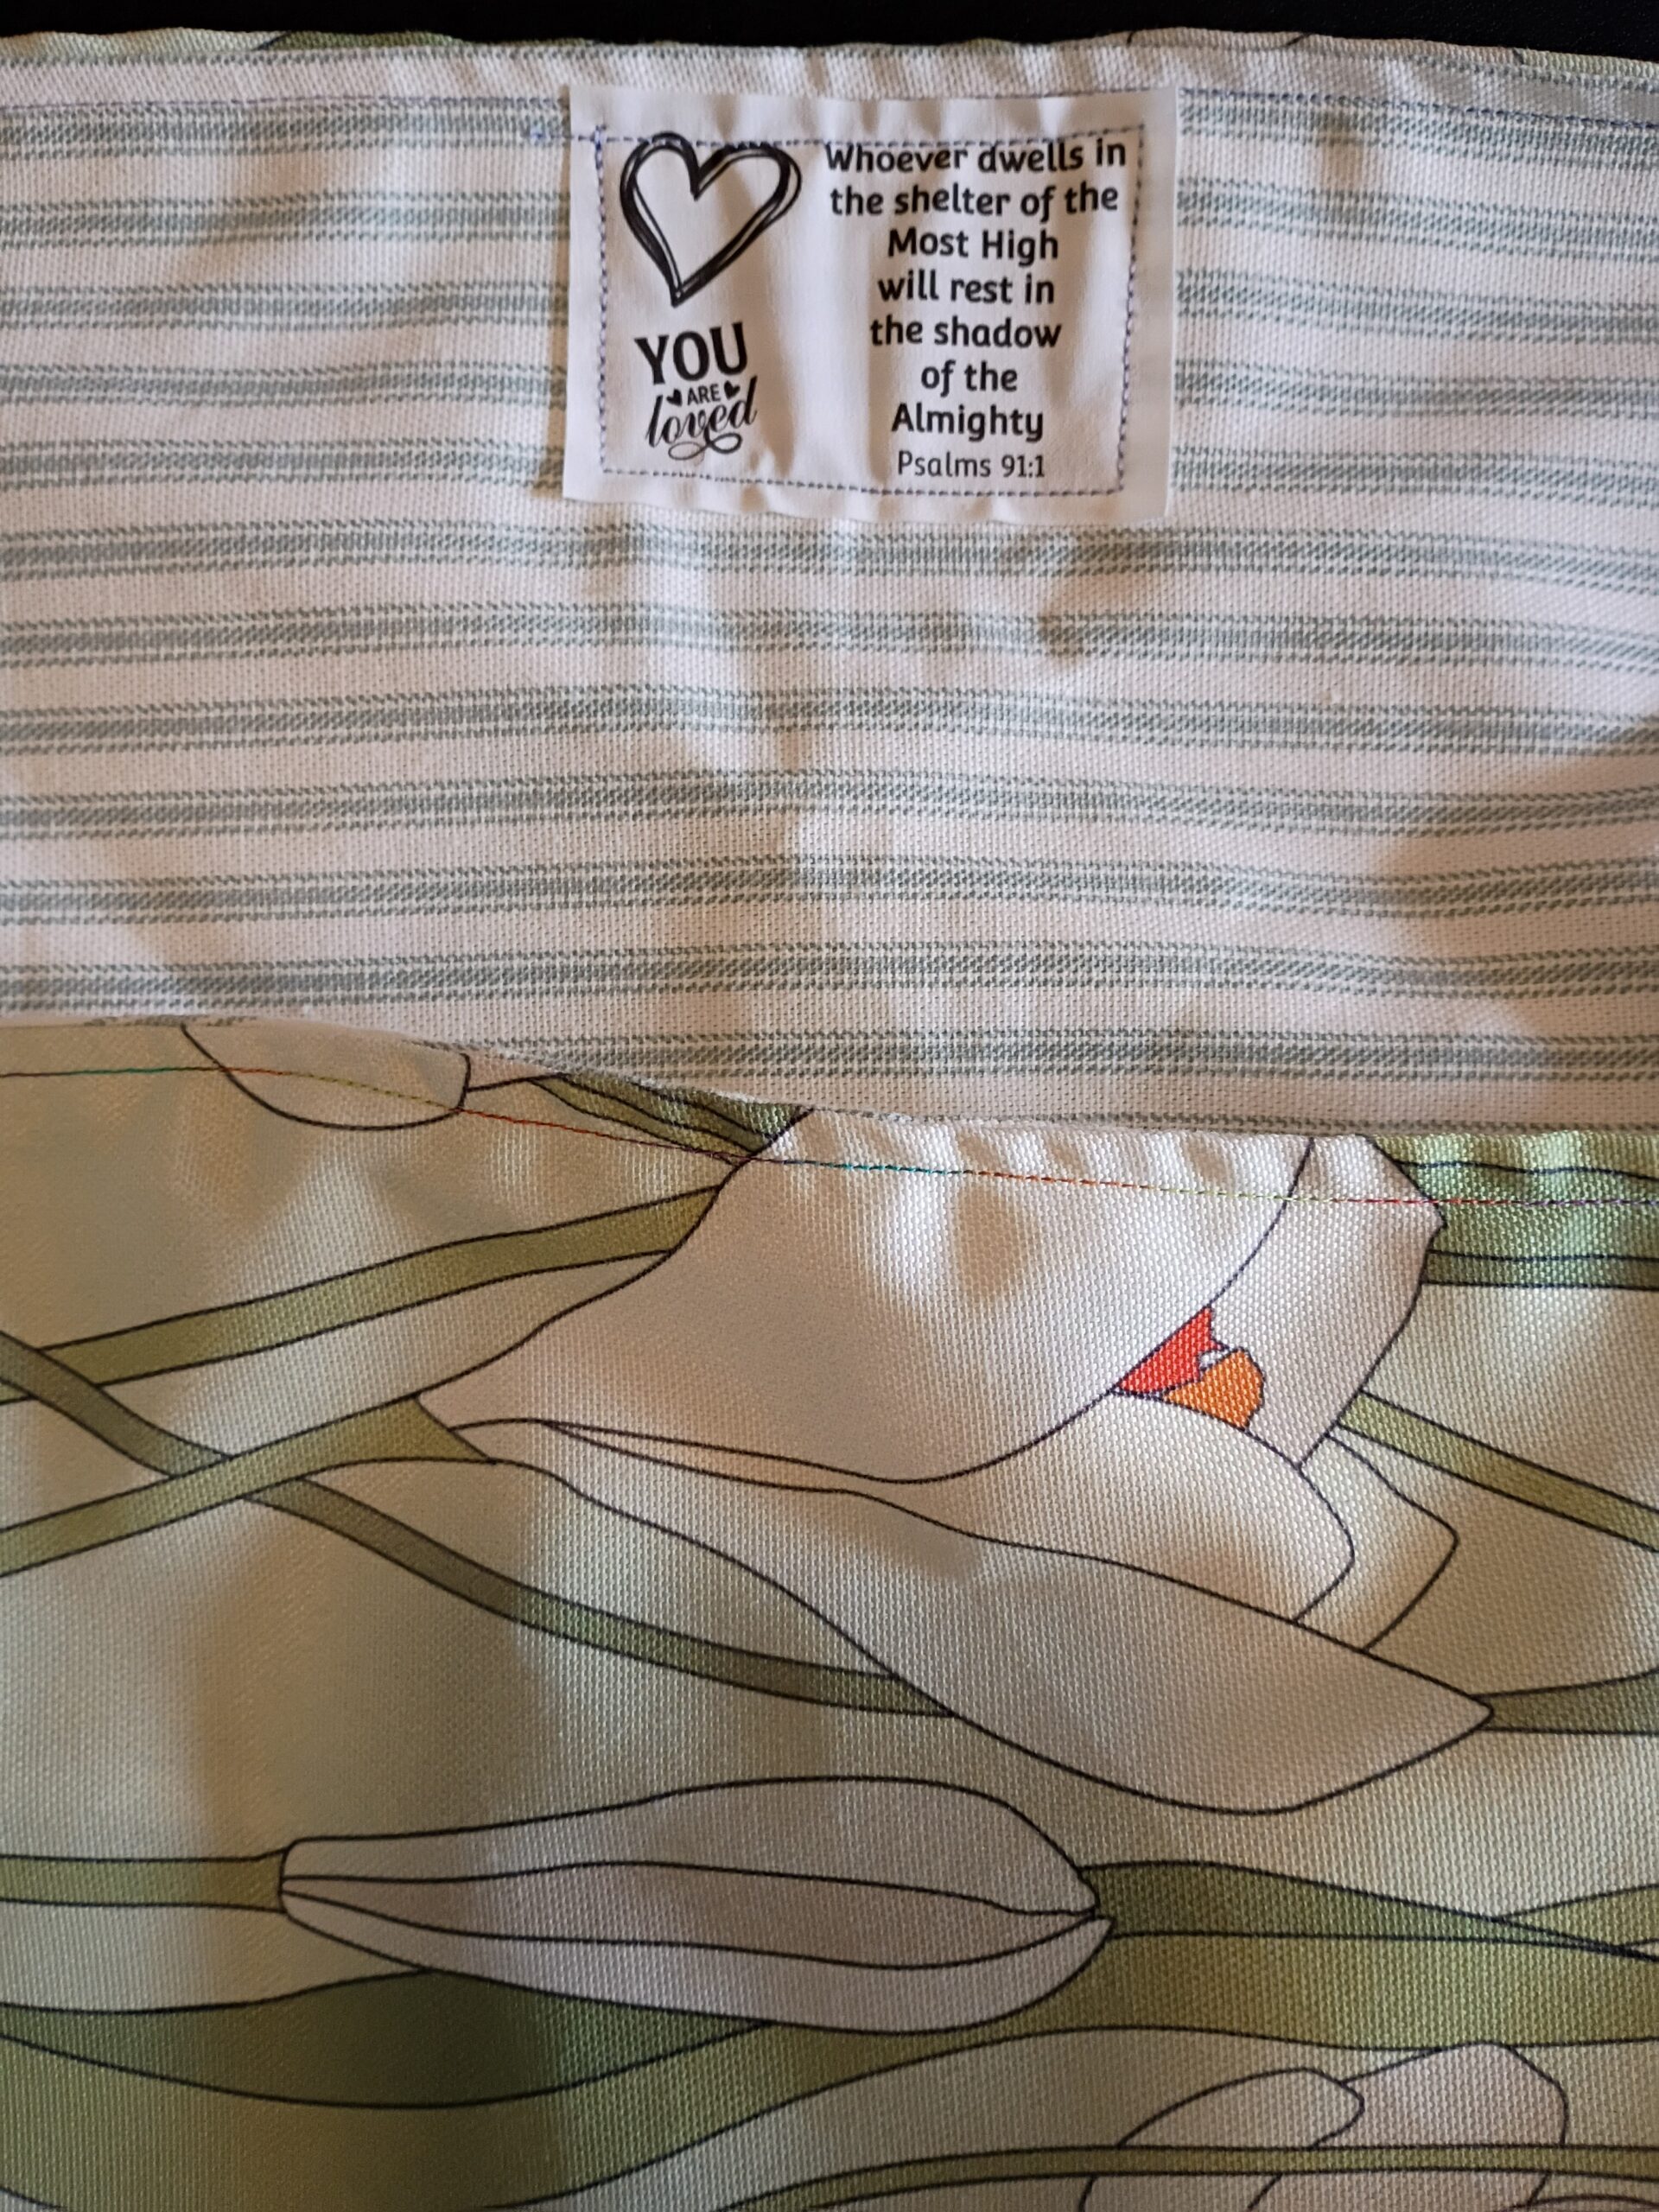 YOU
ARE
loved
Whoever dwells in
the shelter of the
Most High
will rest in
the shadow
of the
Almighty
Psalms 91:1